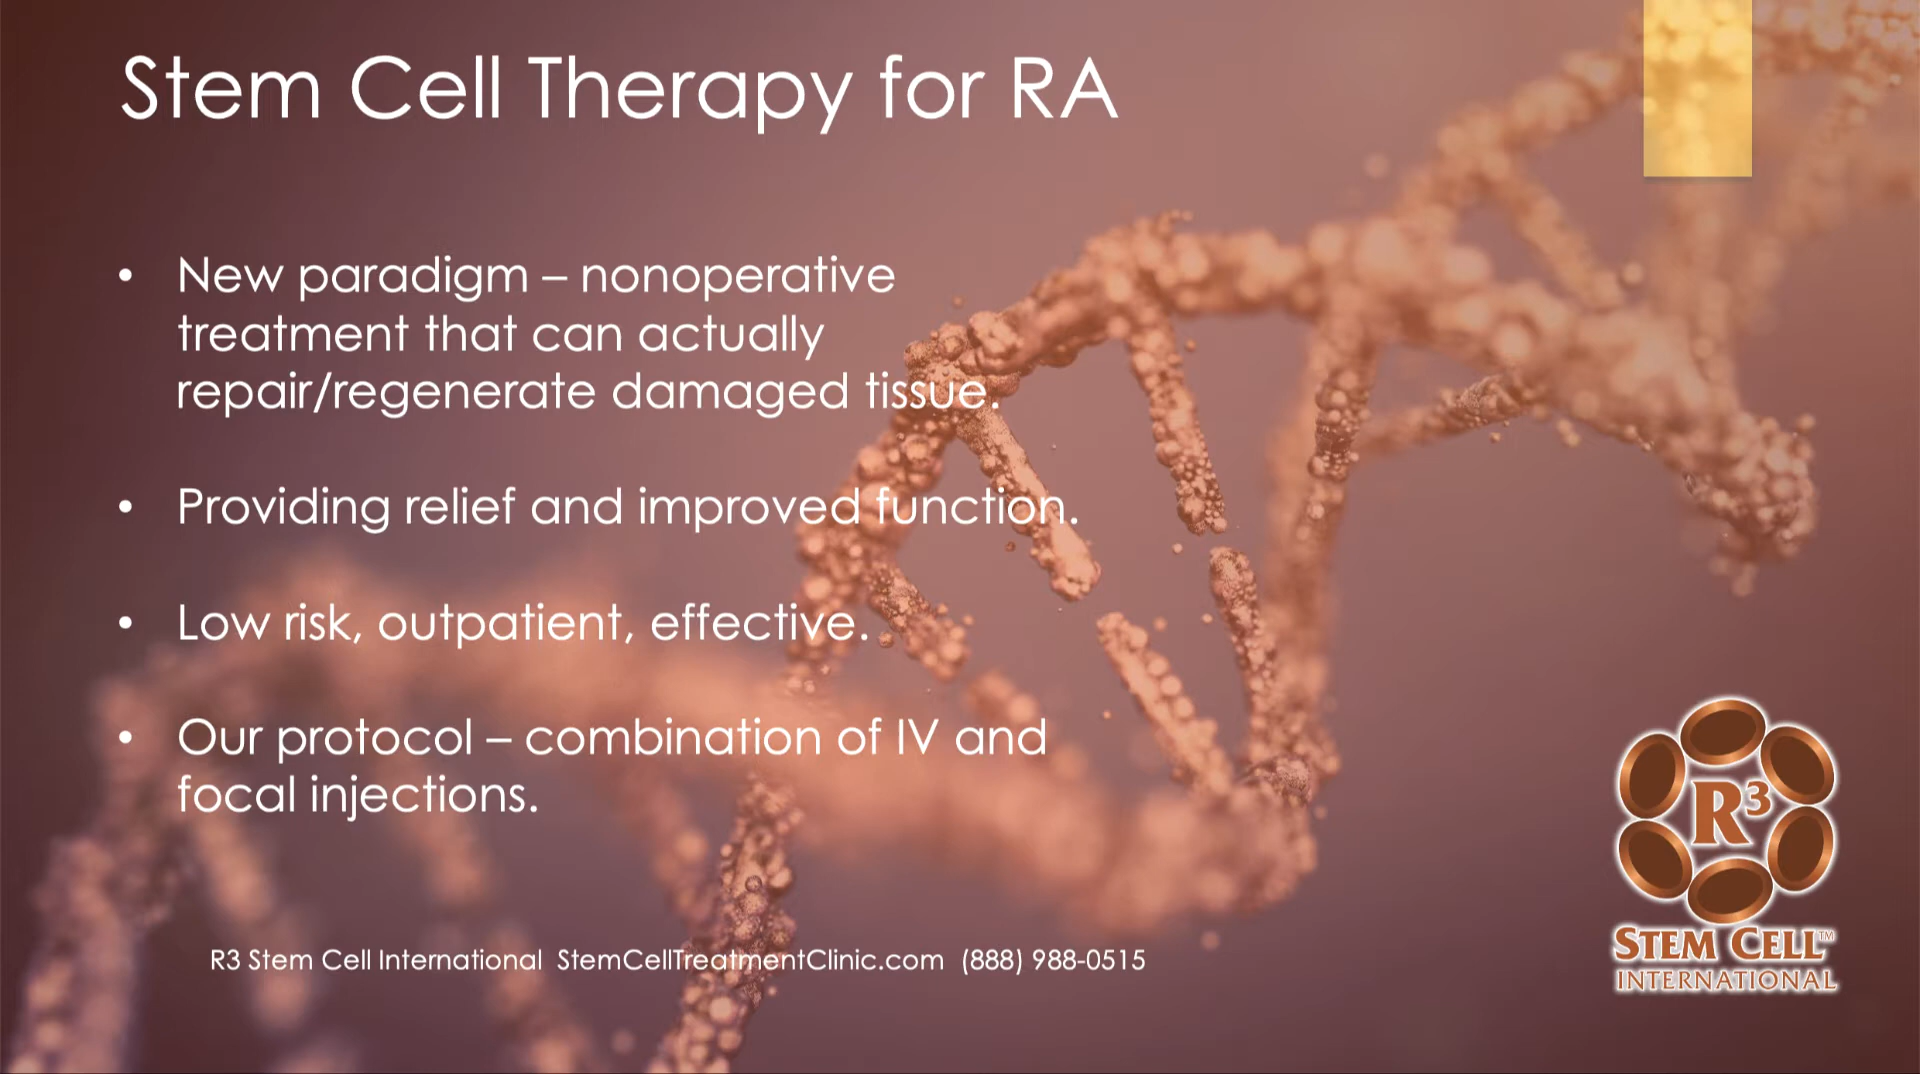 Stem Cell Therapy for RA
• New paradigm – nonoperative
treatment that can actually
repair/regenerate damaged tissue.
• Providing relief and improved function.
• Low risk, outpatient, effective.
• Our protocol – combination of IV and
focal injections.
R3 Stem Cell International StemCellTreatmentClinic.com (888) 988-0515
R³
STEM CELL™
INTERNATIONAL